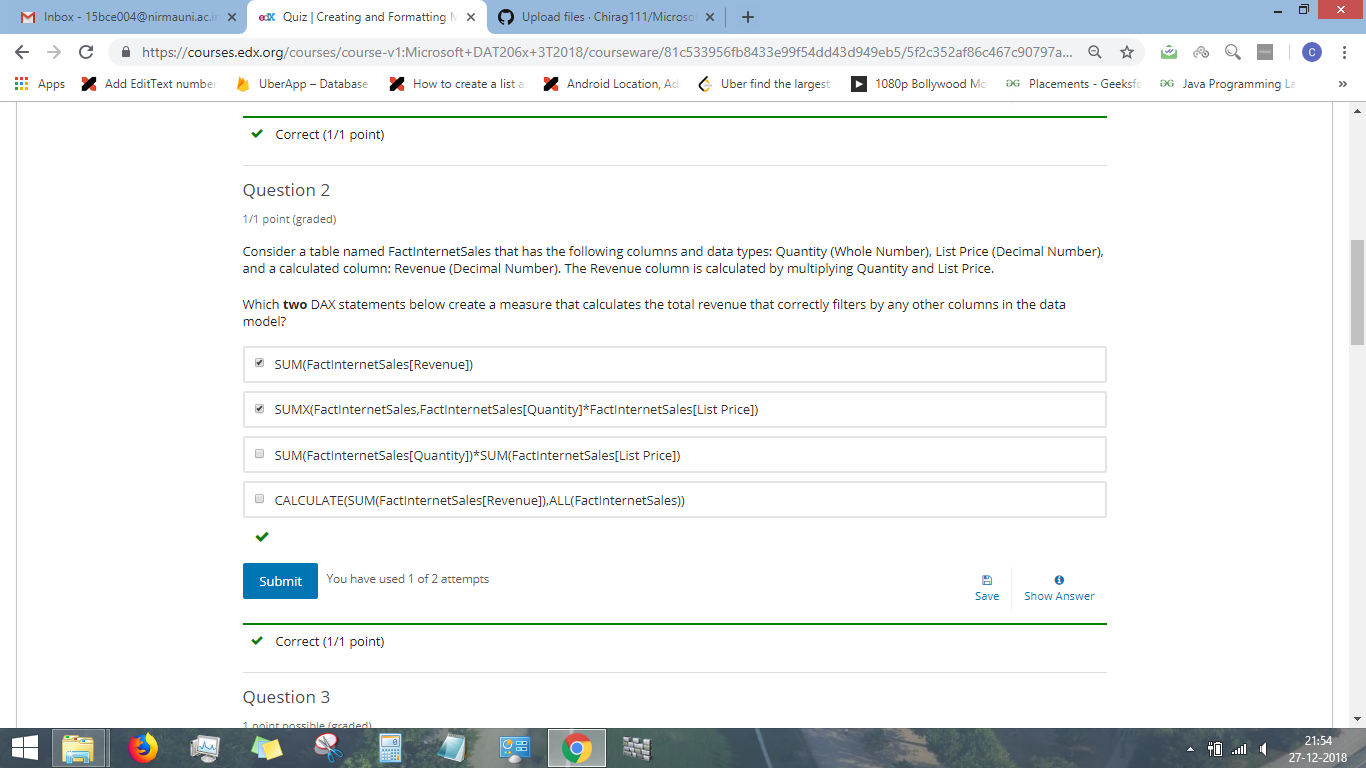 Inbox - 15bce004@nirmauni.ac.in
edX Quiz | Creating and Formatting M
Upload files · Chirag111/Microso
https://courses.edx.org/courses/course-v1:Microsoft+DAT206x+3T2018/courseware/81c533956fb8433e99f54dd43d949eb5/5f2c352af86c467c90797a...
C
Apps
Add EditText number
UberApp – Database
How to create a list a
Android Location, Ad
Uber find the largest
1080p Bollywood Mo
Placements - Geeksfo
Java Programming La
»
Correct (1/1 point)
Question 2
1/1 point (graded)
Consider a table named FactInternetSales that has the following columns and data types: Quantity (Whole Number), List Price (Decimal Number),
and a calculated column: Revenue (Decimal Number). The Revenue column is calculated by multiplying Quantity and List Price.
Which two DAX statements below create a measure that calculates the total revenue that correctly filters by any other columns in the data
model?
SUM(FactInternetSales[Revenue])
SUMX(FactInternetSales,FactInternetSales[Quantity]*FactInternetSales[List Price])
SUM(FactInternetSales[Quantity])*SUM(FactInternetSales[List Price])
CALCULATE(SUM(FactInternetSales[Revenue]),ALL(FactInternetSales))
Submit
You have used 1 of 2 attempts
Save
Show Answer
Correct (1/1 point)
Question 3
1 point possible (graded)
21:54
27-12-2018